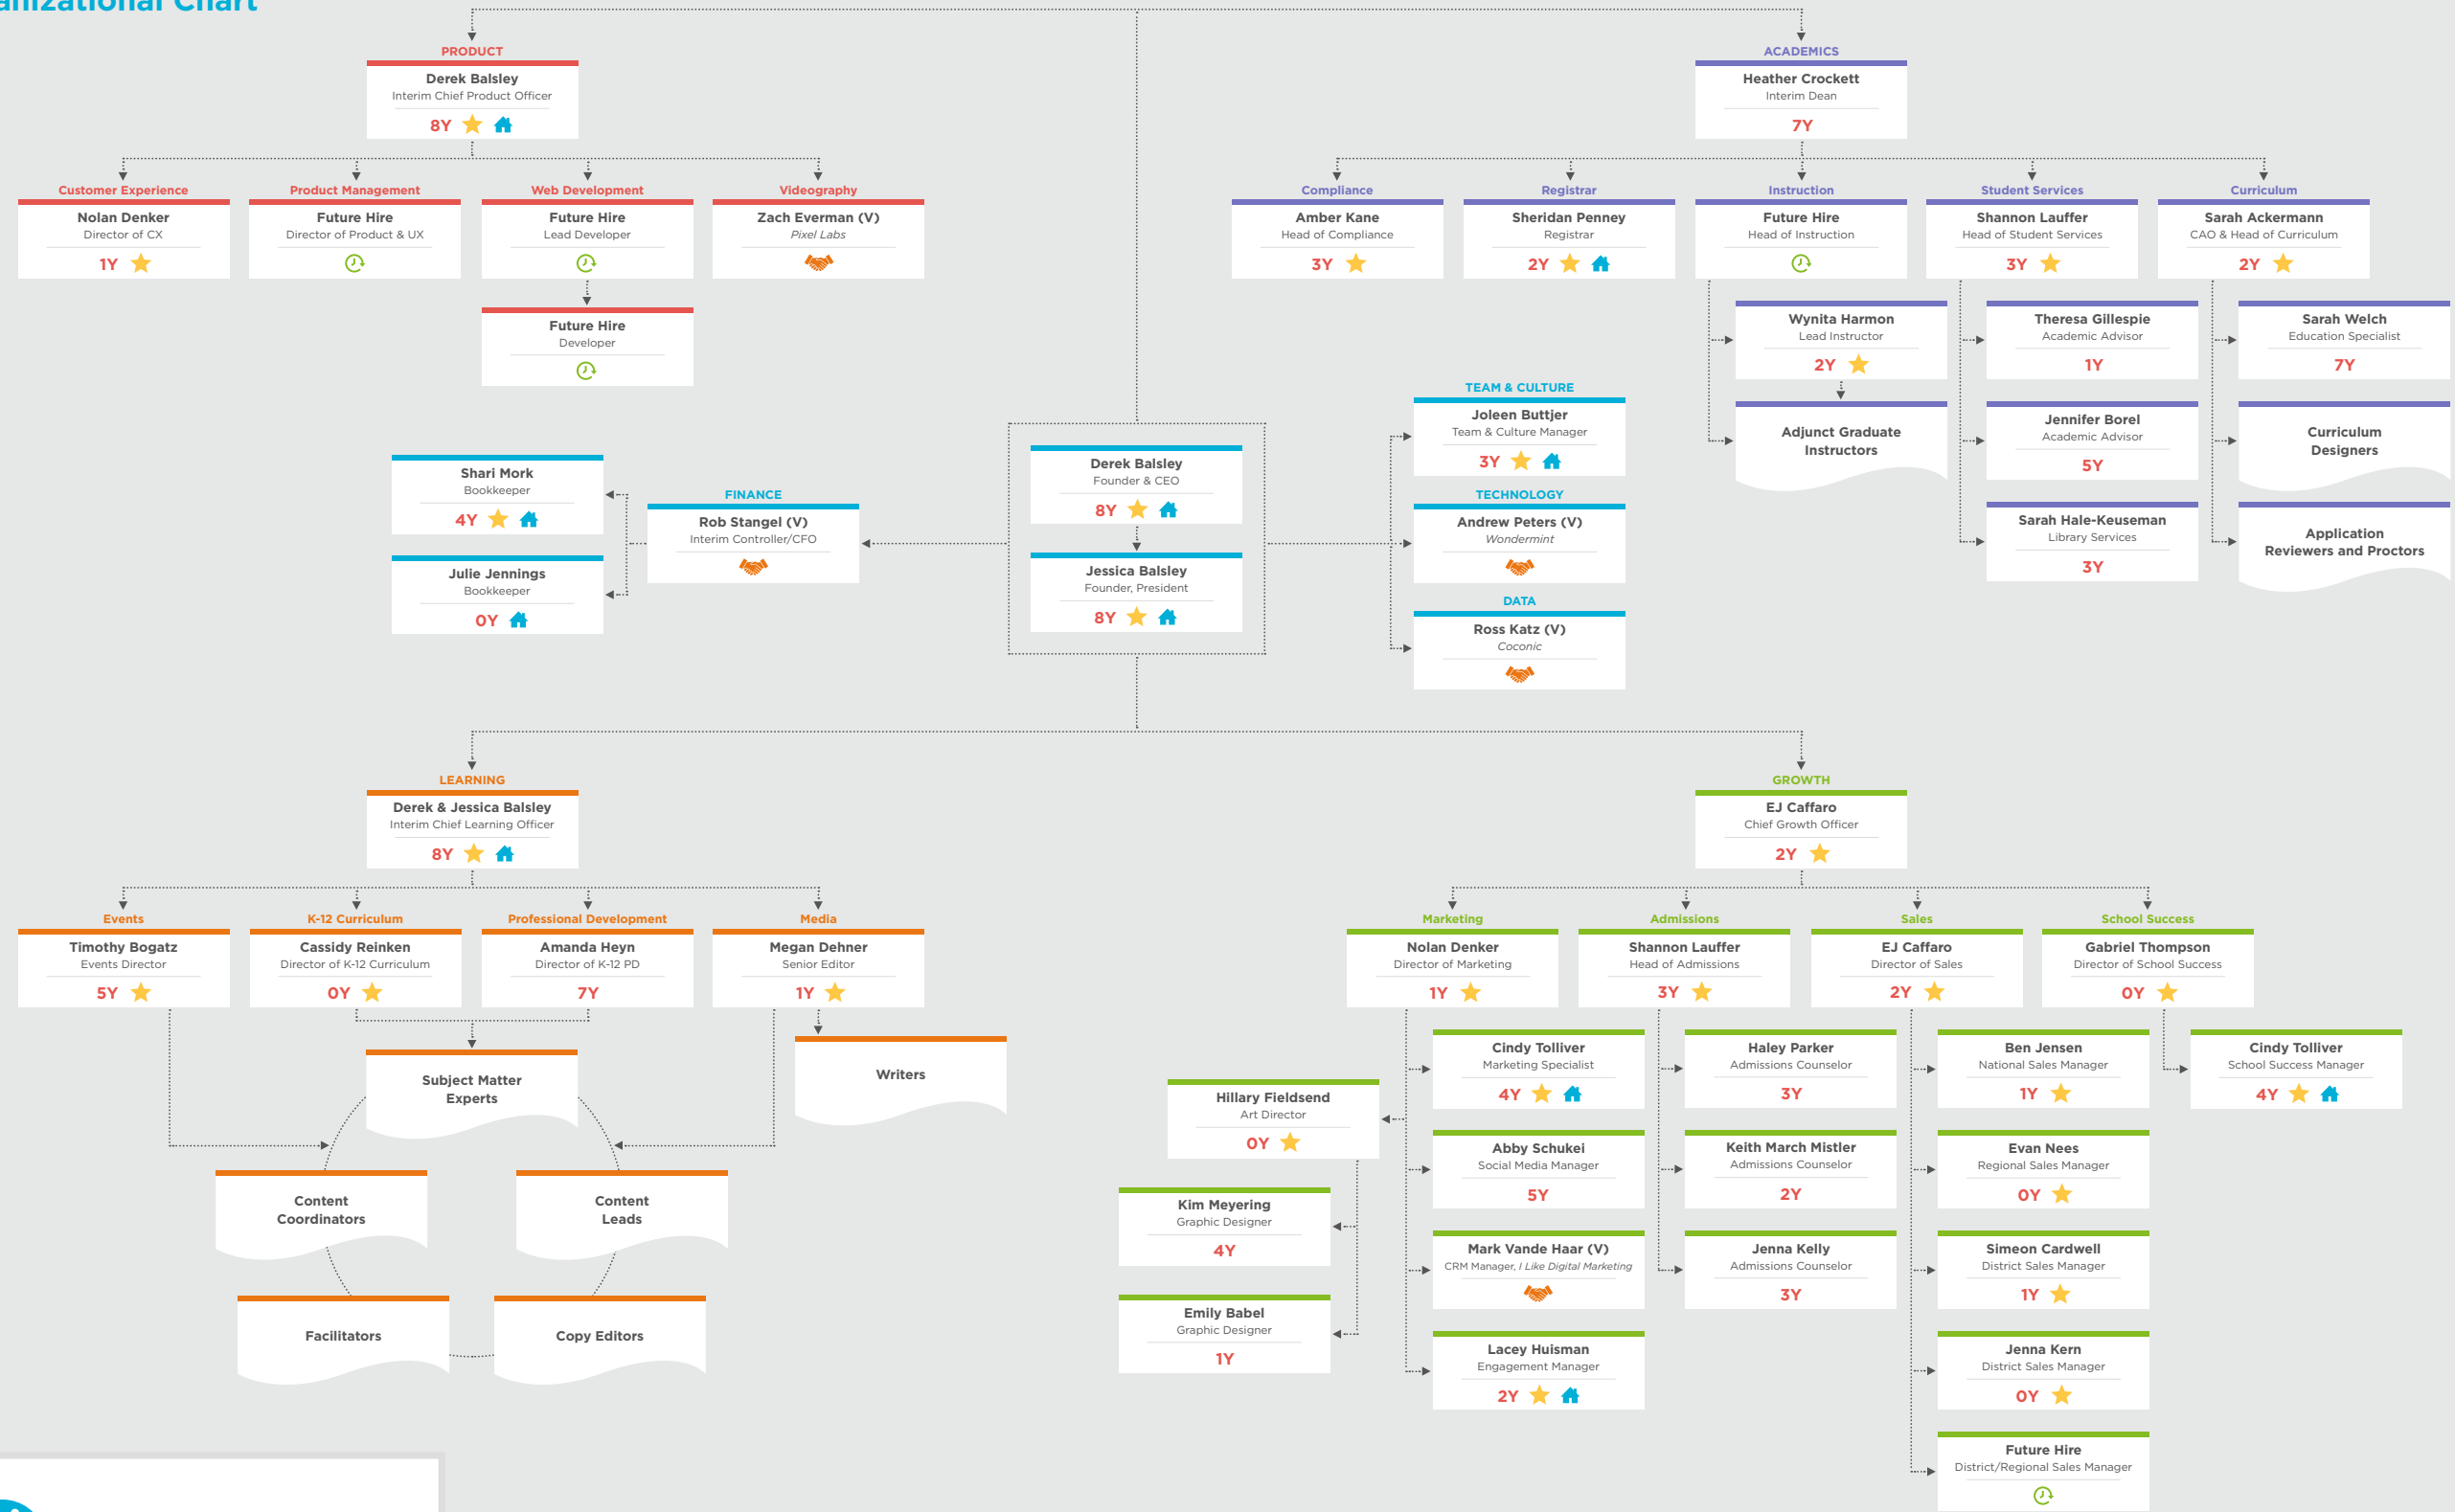 anizational Chart
PRODUCT
Derek Balsley
Interim Chief Product Officer
8Y
Customer Experience
Nolan Denker
Director of CX
1Y
Product Management
Future Hire
Director of Product & UX
Web Development
Future Hire
Lead Developer
Future Hire
Developer
Videography
Zach Everman (V)
Pixel Labs
ACADEMICS
Heather Crockett
Interim Dean
7Y
Compliance
Amber Kane
Head of Compliance
3Y
Registrar
Sheridan Penney
Registrar
2Y
Instruction
Future Hire
Head of Instruction
Wynita Harmon
Lead Instructor
2Y
Adjunct Graduate
Instructors
Student Services
Shannon Lauffer
Head of Student Services
3Y
Theresa Gillespie
Academic Advisor
1Y
Jennifer Borel
Academic Advisor
5Y
Sarah Hale-Keuseman
Library Services
3Y
Curriculum
Sarah Ackermann
CAO & Head of Curriculum
2Y
Sarah Welch
Education Specialist
7Y
Curriculum
Designers
Application
Reviewers and Proctors
Shari Mork
Bookkeeper
4Y
Julie Jennings
Bookkeeper
0Y
FINANCE
Rob Stangel (V)
Interim Controller/CFO
Derek Balsley
Founder & CEO
8Y
Jessica Balsley
Founder, President
8Y
TEAM & CULTURE
Joleen Buttjer
Team & Culture Manager
3Y
TECHNOLOGY
Andrew Peters (V)
Wondermint
DATA
Ross Katz (V)
Coconic
LEARNING
Derek & Jessica Balsley
Interim Chief Learning Officer
8Y
Events
Timothy Bogatz
Events Director
5Y
K-12 Curriculum
Cassidy Reinken
Director of K-12 Curriculum
0Y
Professional Development
Amanda Heyn
Director of K-12 PD
7Y
Media
Megan Dehner
Senior Editor
1Y
Subject Matter
Experts
Writers
Content
Coordinators
Content
Leads
Facilitators
Copy Editors
GROWTH
EJ Caffaro
Chief Growth Officer
2Y
Marketing
Nolan Denker
Director of Marketing
1Y
Hillary Fieldsend
Art Director
0Y
Kim Meyering
Graphic Designer
4Y
Emily Babel
Graphic Designer
1Y
Cindy Tolliver
Marketing Specialist
4Y
Abby Schukei
Social Media Manager
5Y
Mark Vande Haar (V)
CRM Manager, I Like Digital Marketing
Lacey Huisman
Engagement Manager
2Y
Admissions
Shannon Lauffer
Head of Admissions
3Y
Haley Parker
Admissions Counselor
3Y
Keith March Mistler
Admissions Counselor
2Y
Jenna Kelly
Admissions Counselor
3Y
Sales
EJ Caffaro
Director of Sales
2Y
Ben Jensen
National Sales Manager
1Y
Evan Nees
Regional Sales Manager
0Y
Simeon Cardwell
District Sales Manager
1Y
Jenna Kern
District Sales Manager
0Y
Future Hire
District/Regional Sales Manager
School Success
Gabriel Thompson
Director of School Success
0Y
Cindy Tolliver
School Success Manager
4Y